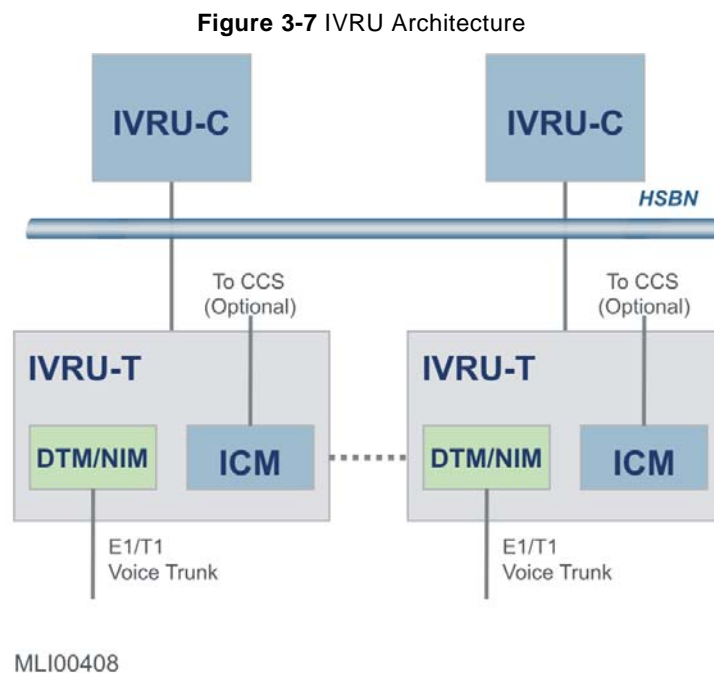 Figure 3-7 IVRU Architecture
IVRU-C
IVRU-C
HSBN
To CCS
(Optional)
To CCS
(Optional)
IVRU-T
IVRU-T
DTM/NIM
ICM
DTM/NIM
ICM
E1/T1
Voice Trunk
E1/T1
Voice Trunk
MLI00408